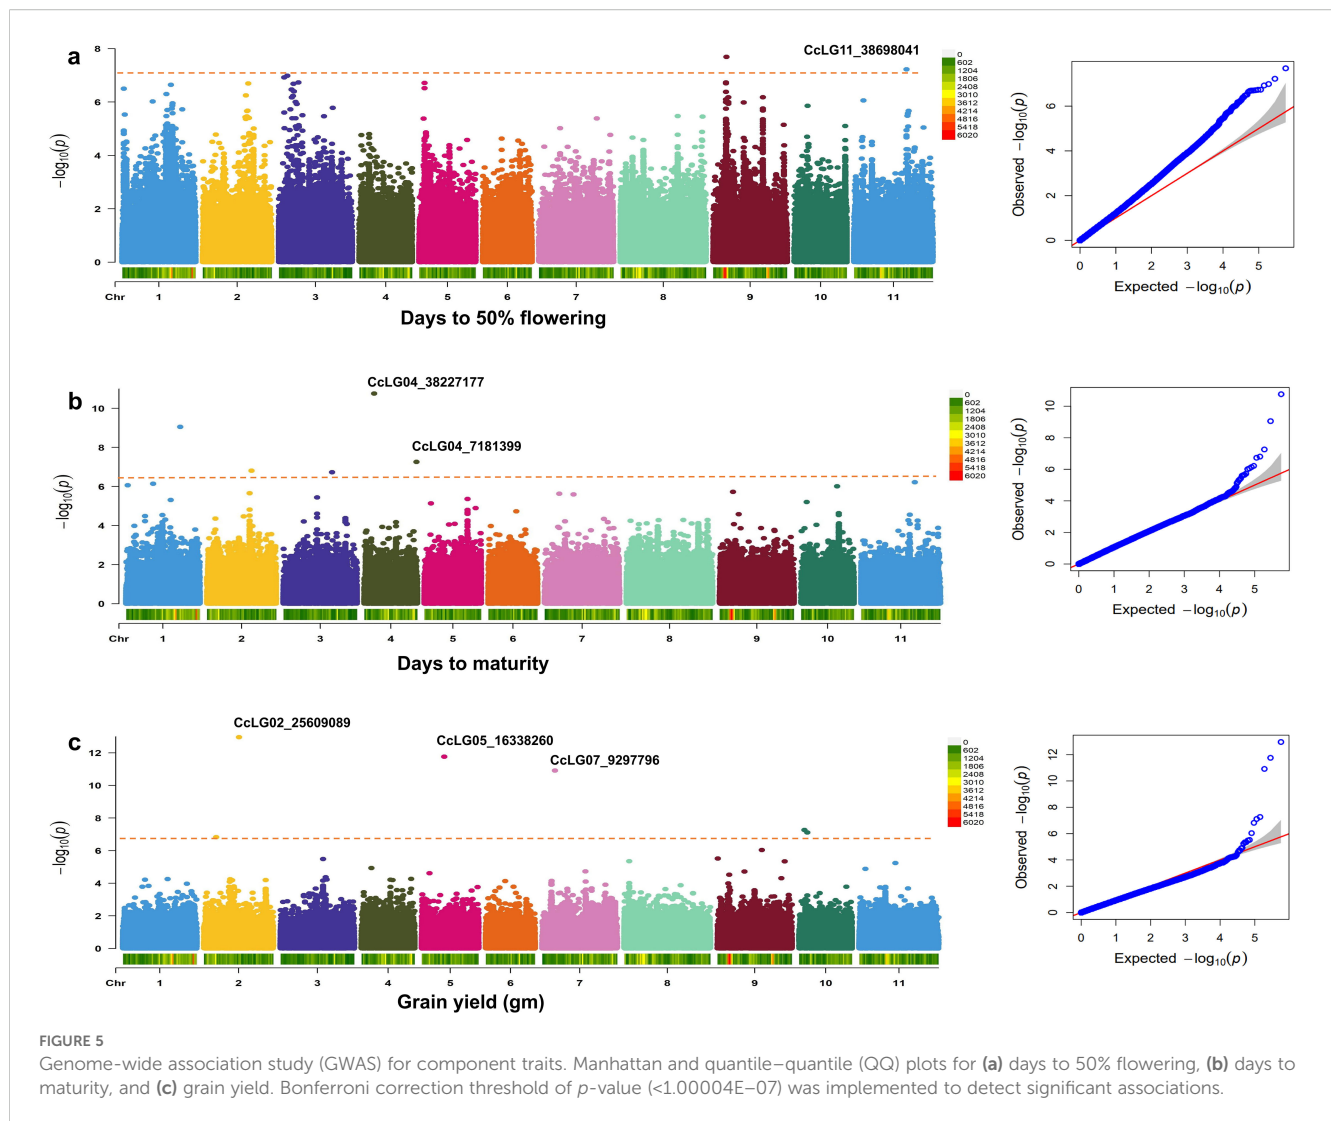 a
CcLG11_38698041
8
6
4
2
0
−log10(p)
0
602
1204
1806
2408
3010
3612
4214
4816
5418
6020
Chr 1 2 3 4 5 6 7 8 9 10 11
Days to 50% flowering
Observed −log10(p)
6
4
2
0
0 1 2 3 4 5
Expected −log10(p)
b
CcLG04_38227177
CcLG04_7181399
10
8
6
4
2
0
−log10(p)
0
602
1204
1806
2408
3010
3612
4214
4816
5418
6020
Chr 1 2 3 4 5 6 7 8 9 10 11
Days to maturity
Observed −log10(p)
10
8
6
4
2
0
0 1 2 3 4 5
Expected −log10(p)
c
CcLG02_25609089
CcLG05_16338260
CcLG07_9297796
12
10
8
6
4
2
0
−log10(p)
0
602
1204
1806
2408
3010
3612
4214
4816
5418
6020
Chr 1 2 3 4 5 6 7 8 9 10 11
Grain yield (gm)
Observed −log10(p)
12
10
8
6
4
2
0
0 1 2 3 4 5
Expected −log10(p)
FIGURE 5
Genome-wide association study (GWAS) for component traits. Manhattan and quantile–quantile (QQ) plots for (a) days to 50% flowering, (b) days to
maturity, and (c) grain yield. Bonferroni correction threshold of p-value (<1.00004E−07) was implemented to detect significant associations.